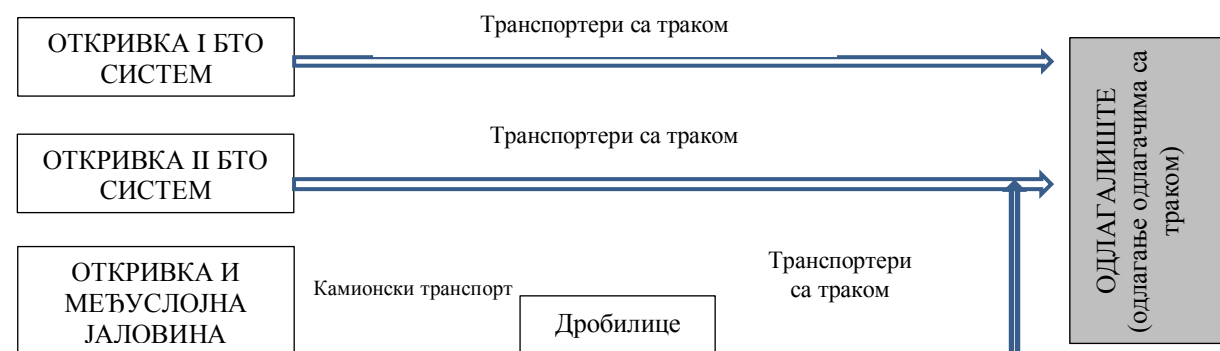 Транспортери са траком
ОТКРИВКА I БТО
СИСТЕМ
Транспортери са траком
ОТКРИВКА II БТО
СИСТЕМ
ОТКРИВКА И
МЕЂУСЛОЈНА
ЈАЛОВИНА
Камионски транспорт
Дробилице
Транспортери
са траком
ОДЛАГАЛИШТЕ
(одлагање одлагачима са
траком)